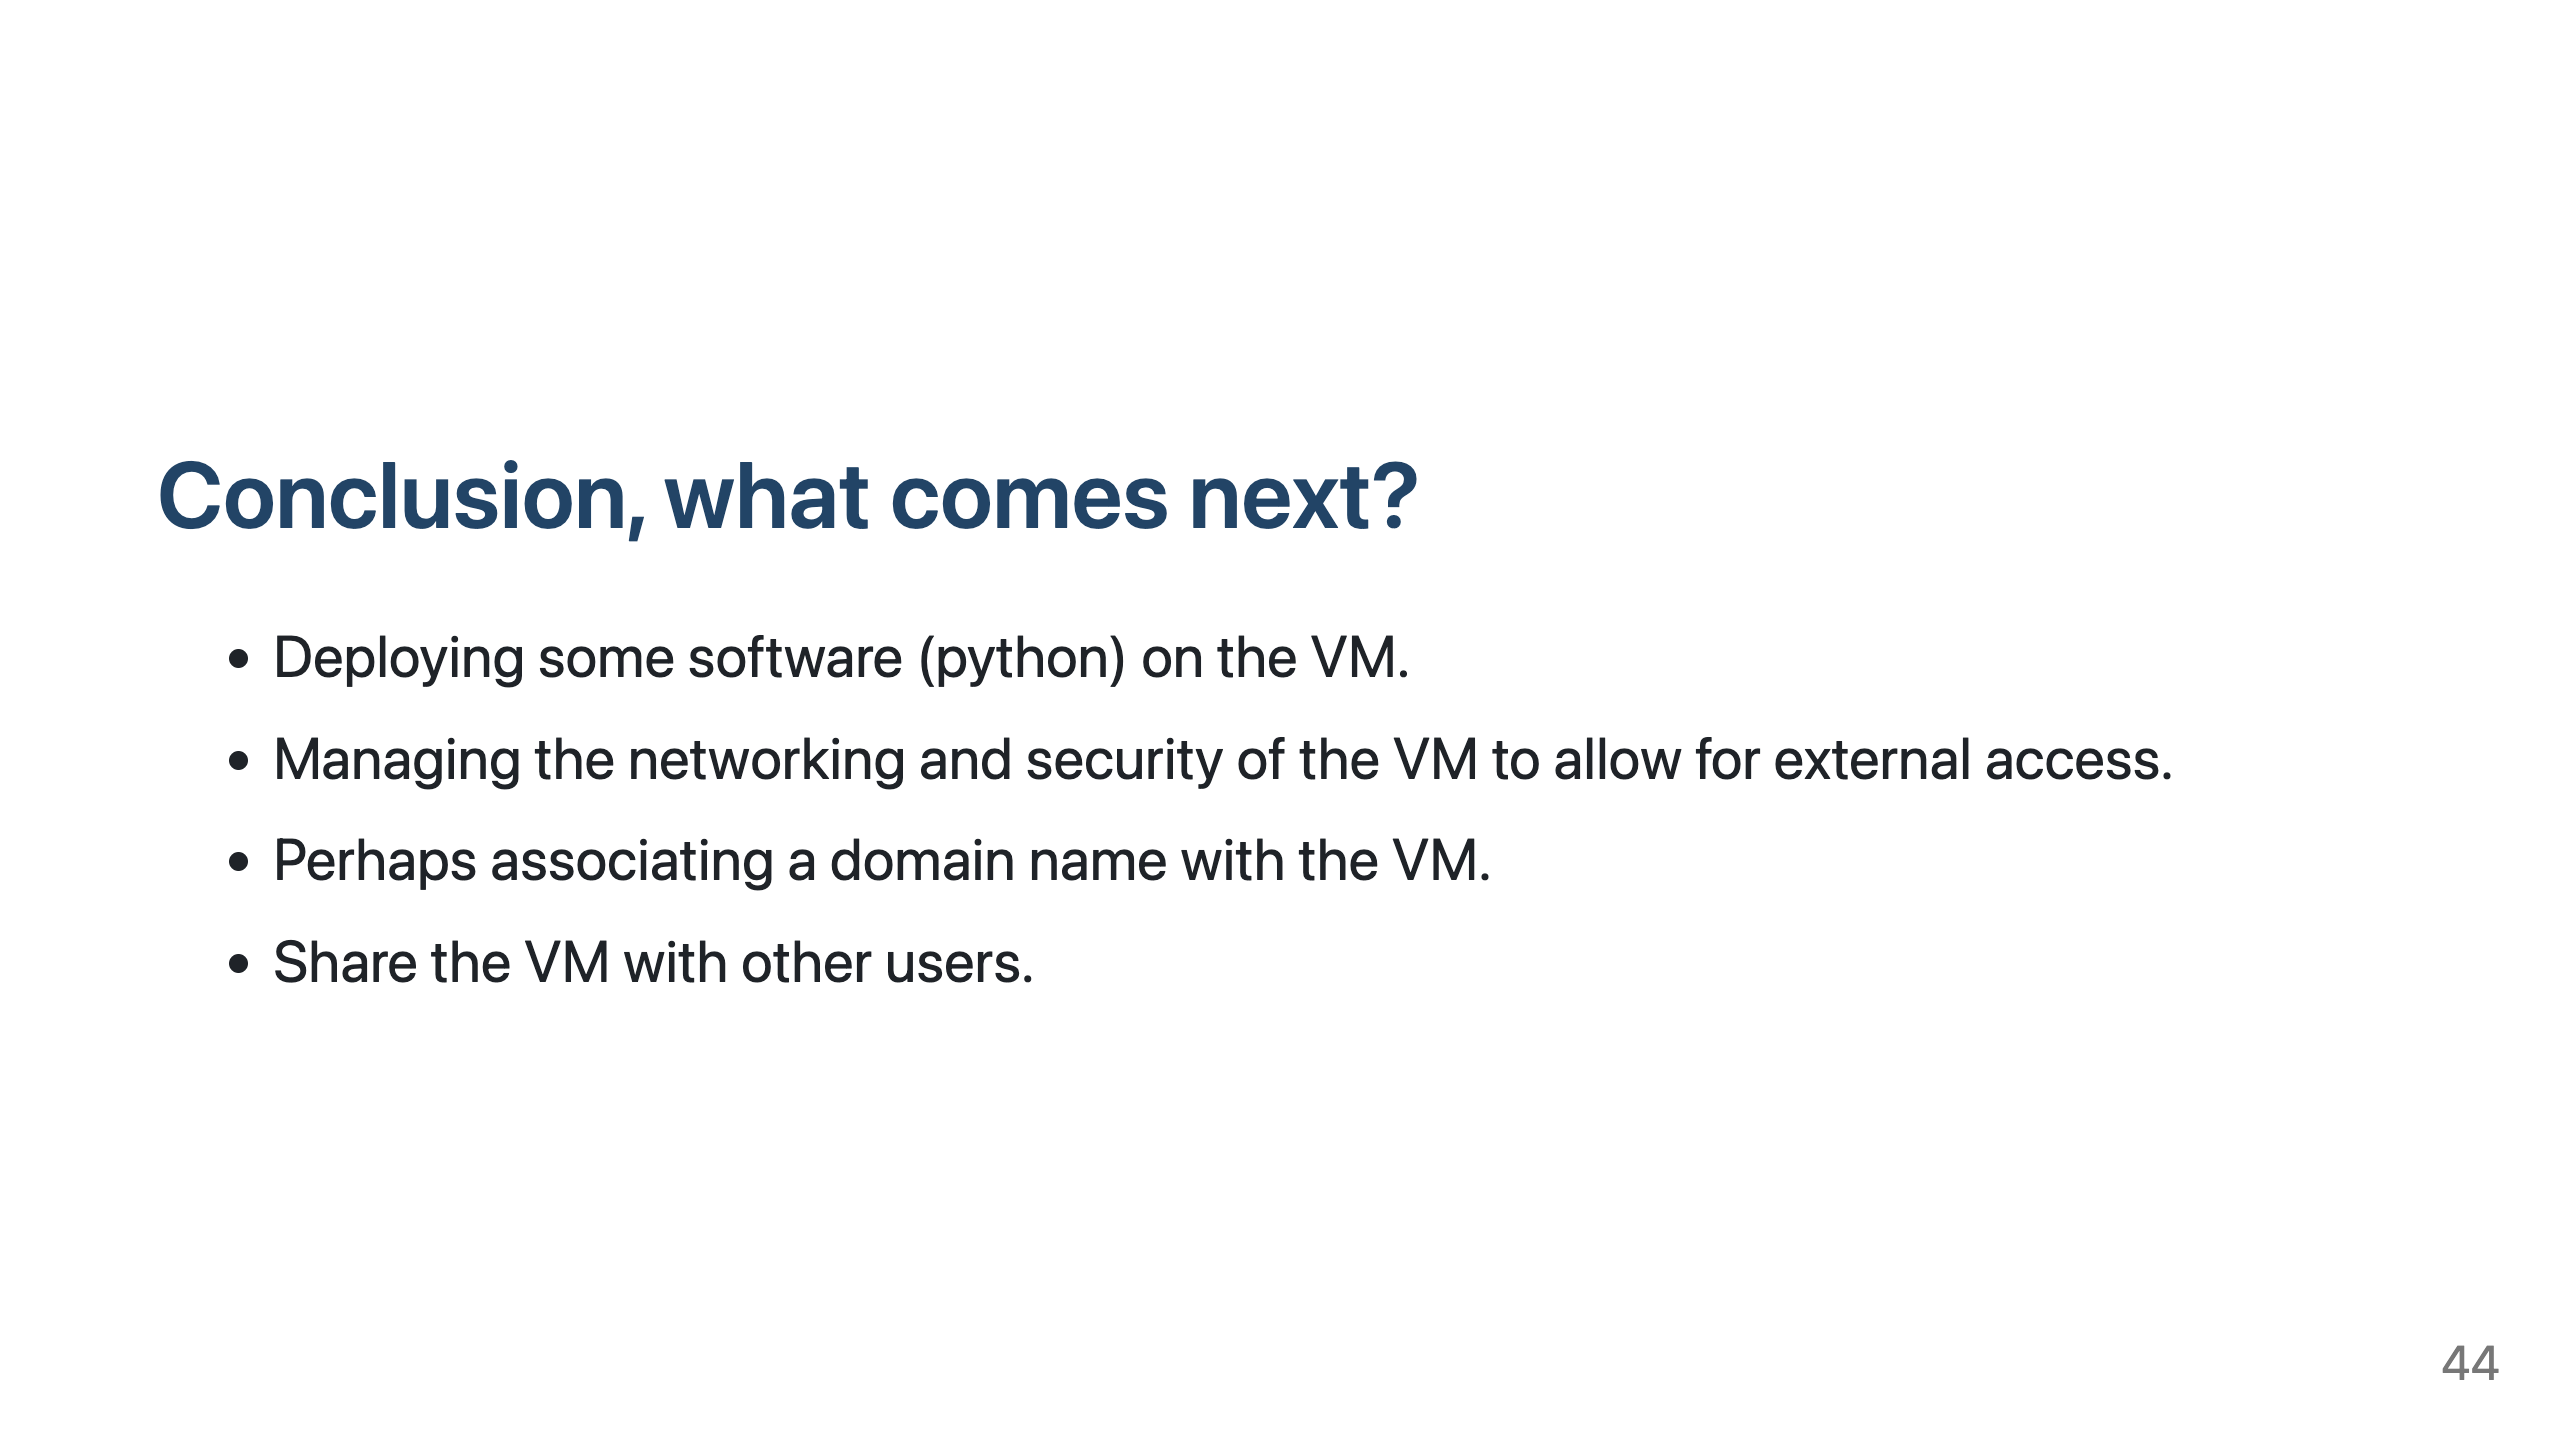 Conclusion, what comes next?
• Deploying some software (python) on the VM.
• Managing the networking and security of the VM to allow for external access.
• Perhaps associating a domain name with the VM.
• Share the VM with other users.
44